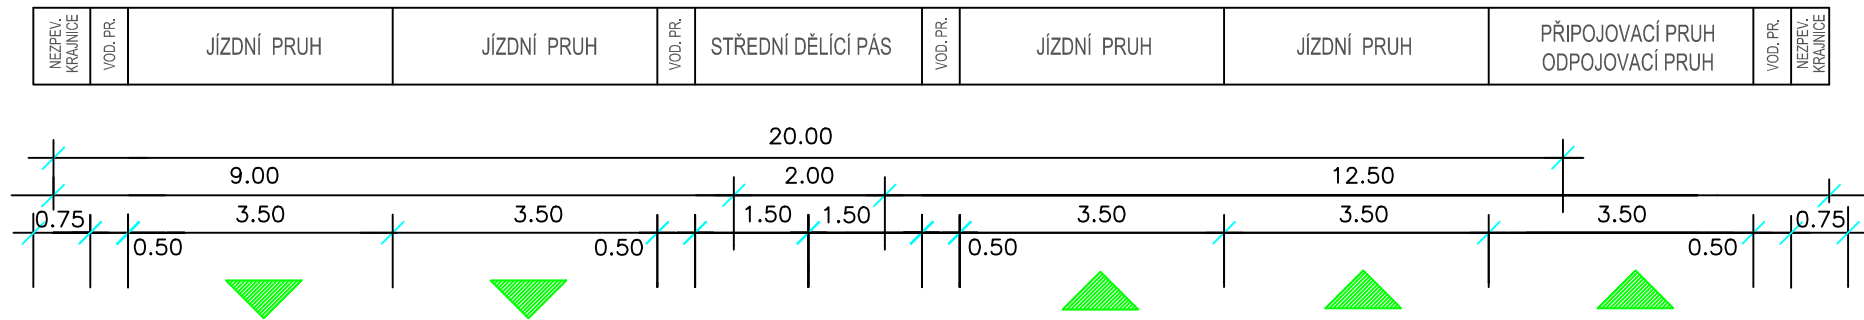 NEZPEV.
KRAJNICE
VOD. PR.
JÍZDNÍ PRUH
JÍZDNÍ PRUH
VOD. PR.
STŘEDNÍ DĚLÍCÍ PÁS
VOD. PR.
JÍZDNÍ PRUH
JÍZDNÍ PRUH
PŘIPOJOVACÍ PRUH
ODPOJOVACÍ PRUH
VOD. PR.
NEZPEV.
KRAJNICE
20.00
9.00 2.00 12.50
0.75 3.50 3.50 1.50 1.50 3.50 3.50 3.50 0.75
0.50 0.50 0.50 0.50